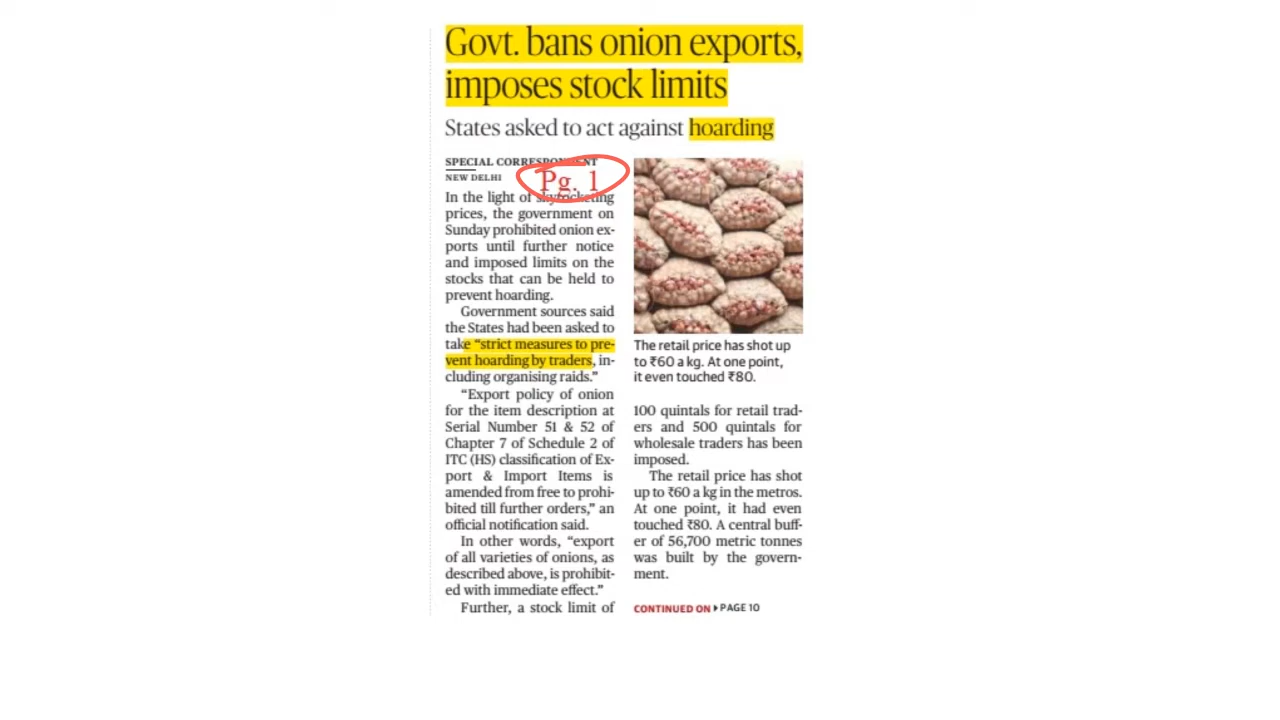 Govt. bans onion exports,
imposes stock limits
States asked to act against hoarding
SPECIAL CORRESPONDENT
NEW DELHI
Pg. 1
In the light of skyrocketing
prices, the government on
Sunday prohibited onion ex-
ports until further notice
and imposed limits on the
stocks that can be held to
prevent hoarding.
Government sources said
the States had been asked to
take “strict measures to pre-
vent hoarding by traders, in-
cluding organising raids.”
“Export policy of onion
for the item description at
Serial Number 51 & 52 of
Chapter 7 of Schedule 2 of
ITC (HS) classification of Ex-
port & Import Items is
amended from free to prohi-
bited till further orders,” an
official notification said.
In other words, “export
of all varieties of onions, as
described above, is prohibit-
ed with immediate effect.”
Further, a stock limit of
The retail price has shot up
to ₹60 a kg. At one point,
it even touched ₹80.
100 quintals for retail trad-
ers and 500 quintals for
wholesale traders has been
imposed.
The retail price has shot
up to ₹60 a kg in the metros.
At one point, it had even
touched ₹80. A central buff-
er of 56,700 metric tonnes
was built by the govern-
ment.
CONTINUED ON PAGE 10